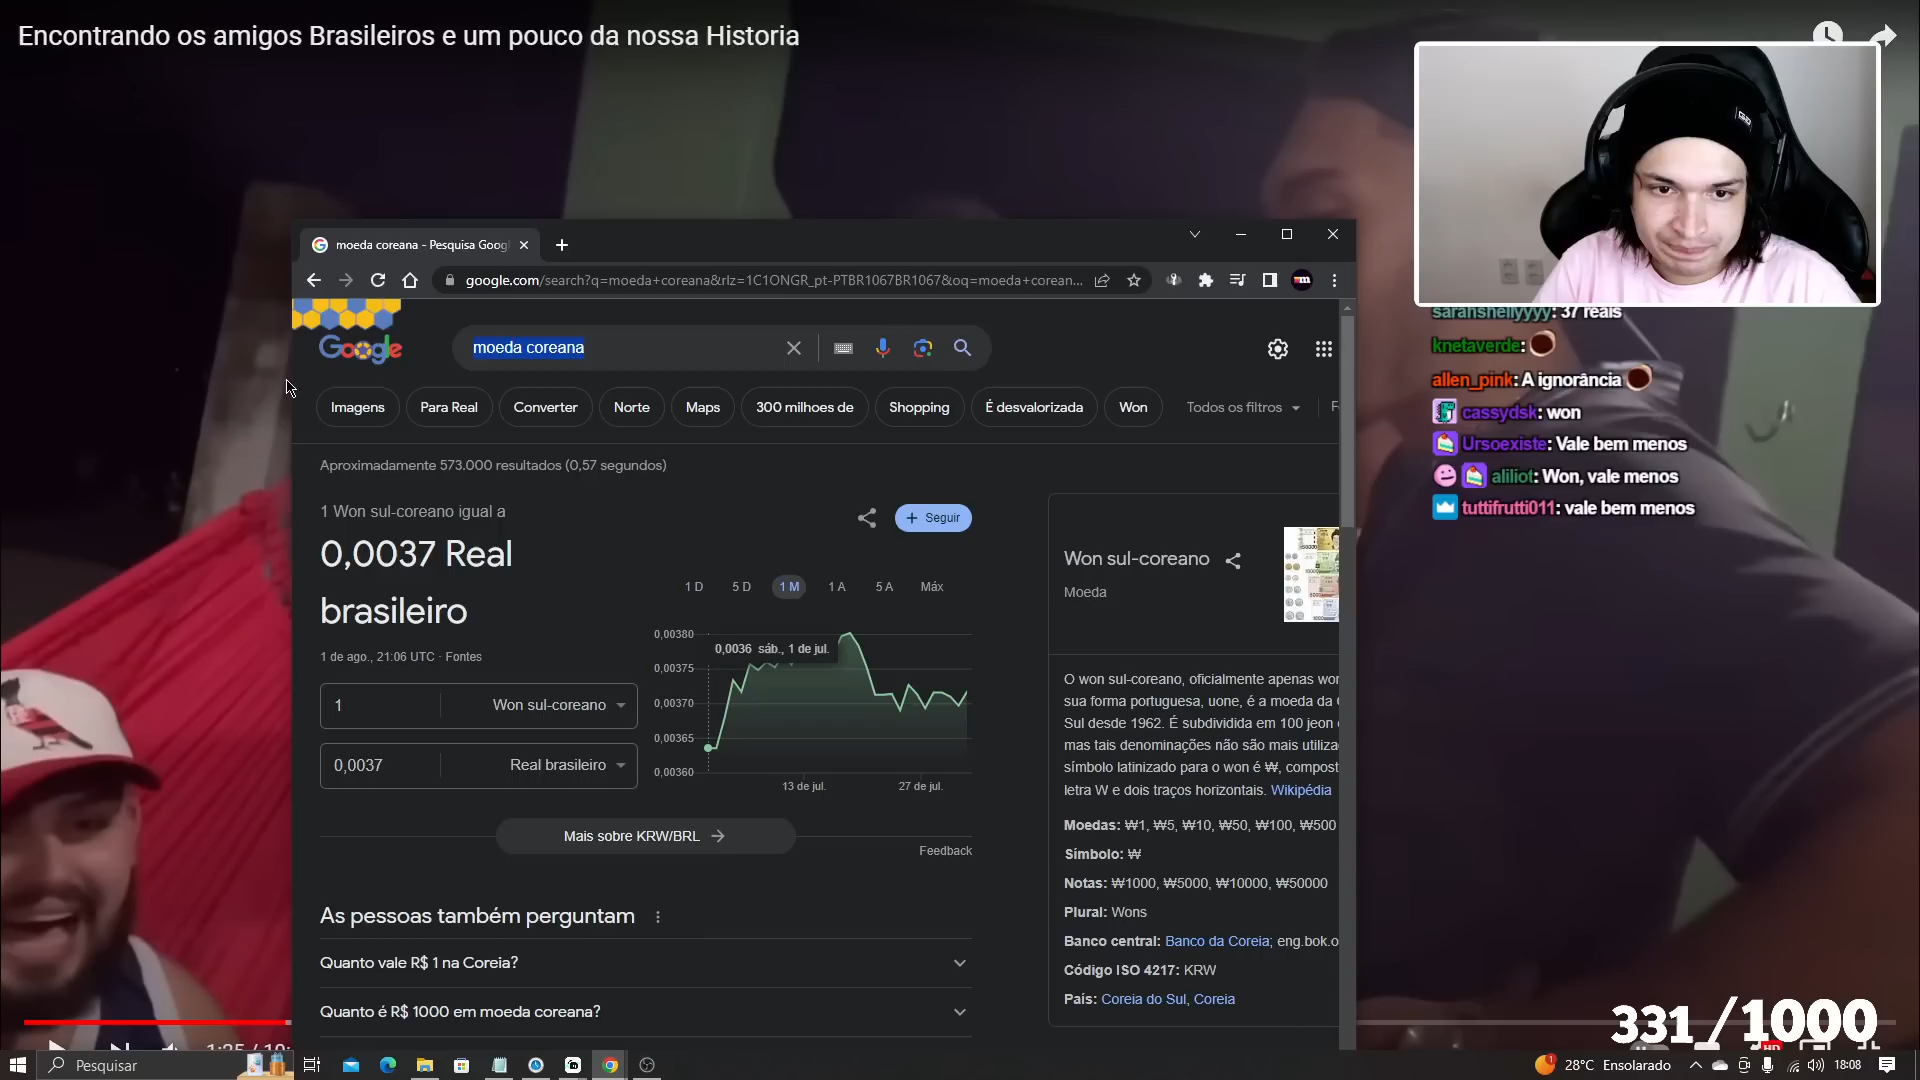 Encontrando os amigos Brasileiros e um pouco da nossa Historia
moeda coreana - Pesquisa Goog
google.com/search?q=moeda+coreana&rlz=1C1ONGR_pt-PTBR1067BR1067&oq=moeda+corean...
Google
moeda coreana
Imagens
Para Real
Converter
Norte
Maps
300 milhoes de
Shopping
É desvalorizada
Won
Todos os filtros
Aproximadamente 573.000 resultados (0,57 segundos)
1 Won sul-coreano igual a
Seguir
0,0037 Real
brasileiro
1 de ago., 21:06 UTC · Fontes
1 Won sul-coreano
0,0037 Real brasileiro
1 D 5 D 1 M 1 A 5 A Máx
0,00380
0,0036 sáb., 1 de jul.
0,00375
0,00370
0,00365
0,00360
13 de jul. 27 de jul.
Mais sobre KRW/BRL
Feedback
As pessoas também perguntam
Quanto vale R$ 1 na Coreia?
Quanto é R$ 1000 em moeda coreana?
Won sul-coreano
Moeda
O won sul-coreano, oficialmente apenas
sua forma portuguesa, uone, é a moeda da
Sul desde 1962. É subdividida em 100 jeon
mas tais denominações não são mais
símbolo latinizado para o won é ₩,
letra W e dois traços horizontais. Wikipédia
Moedas: ₩1, ₩5, ₩10, ₩50, ₩100, ₩500
Símbolo: ₩
Notas: ₩1000, ₩5000, ₩10000, ₩50000
Plural: Wons
Banco central: Banco da Coreia; eng.bok.o
Código ISO 4217: KRW
País: Coreia do Sul, Coreia
sarahshellyyyy: 37 reais
knetaverde:
allen_pink: A ignorância
cassydsk: won
Ursoexiste: Vale bem menos
aliliot: Won, vale menos
tuttifrutti011: vale bem menos
331 /1000
HD
Pesquisar
1
28°C Ensolarado
18:08